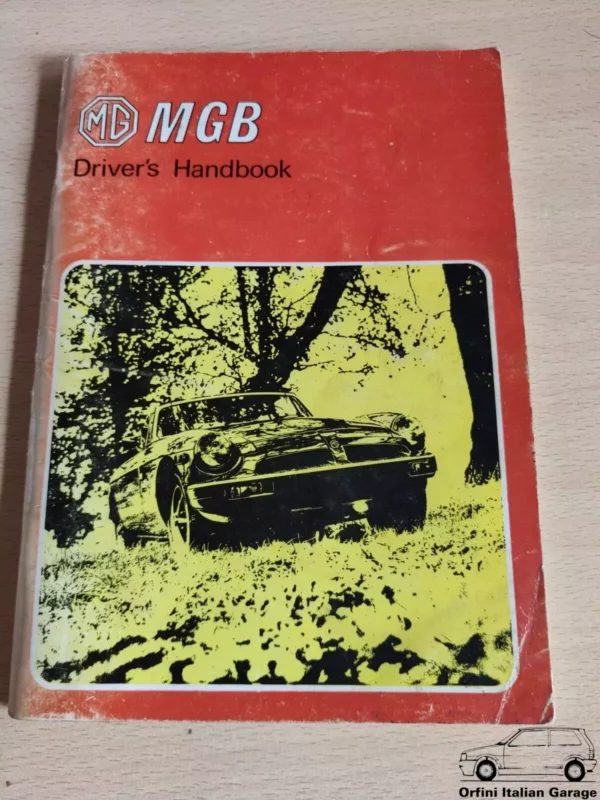 MG MGB
Driver's Handbook
Orfini Italian Garage